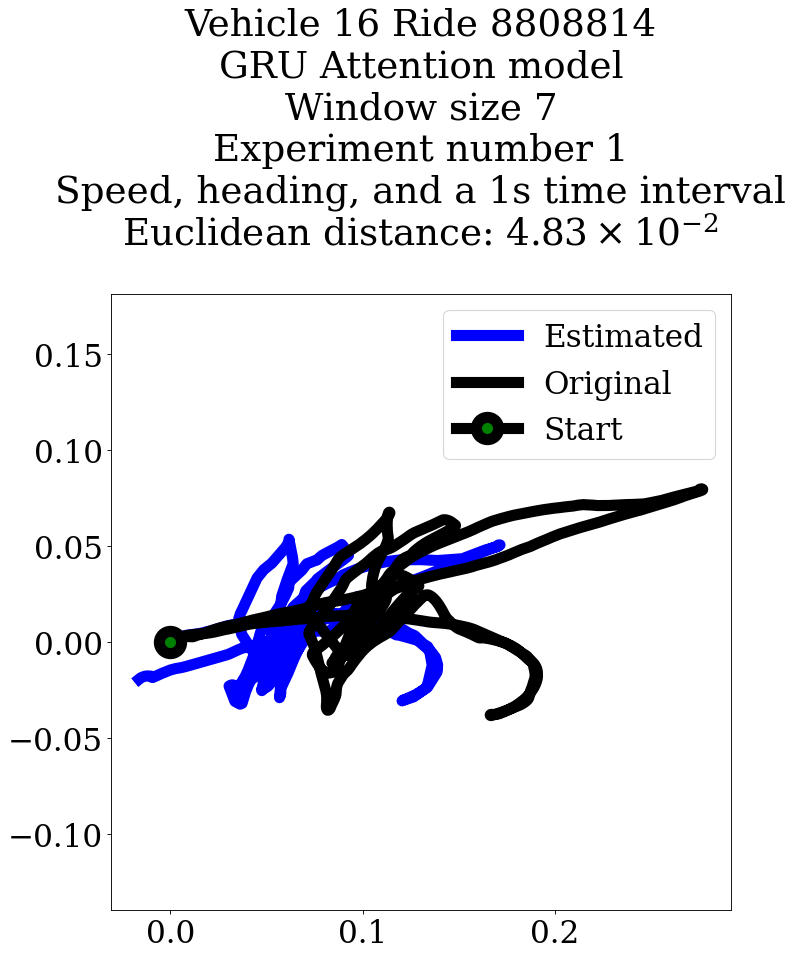 Vehicle 16 Ride 8808814
GRU Attention model
Window size 7
Experiment number 1
Speed, heading, and a 1s time interval
Euclidean distance: 4.83 × 10⁻²
Estimated
Original
Start
0.15
0.10
0.05
0.00
−0.05
−0.10
0.0
0.1
0.2